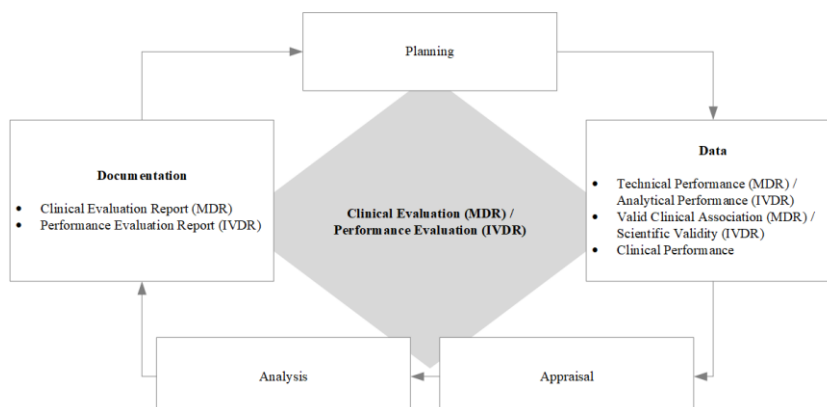 Planning
Documentation
• Clinical Evaluation Report (MDR)
• Performance Evaluation Report (IVDR)
Clinical Evaluation (MDR) /
Performance Evaluation (IVDR)
Data
• Technical Performance (MDR) /
Analytical Performance (IVDR)
• Valid Clinical Association (MDR) /
Scientific Validity (IVDR)
• Clinical Performance
Analysis
Appraisal